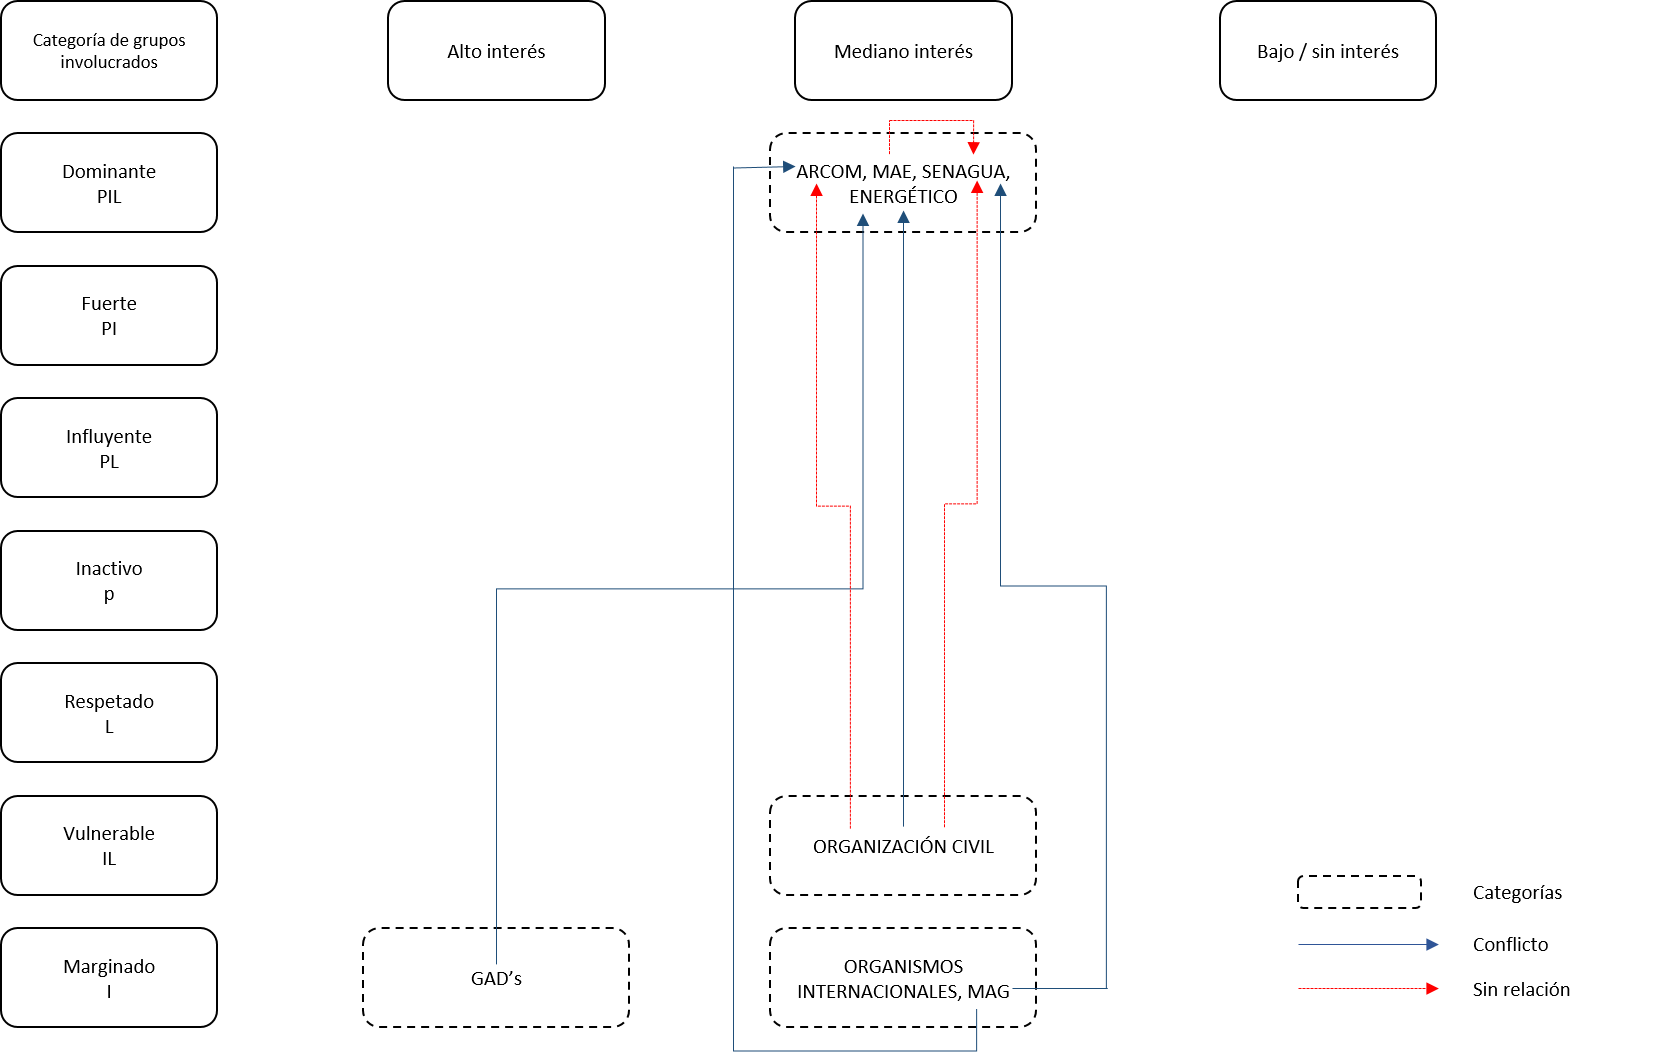 Categoría de grupos
involucrados
Alto interés
Mediano interés
Bajo / sin interés
Dominante
PIL
ARCOM, MAE, SENAGUA,
ENERGÉTICO
Fuerte
PI
Influyente
PL
Inactivo
p
Respetado
L
Vulnerable
IL
ORGANIZACIÓN CIVIL
Marginado
I
GAD’s
ORGANISMOS
INTERNACIONALES, MAG
Categorías
Conflicto
Sin relación